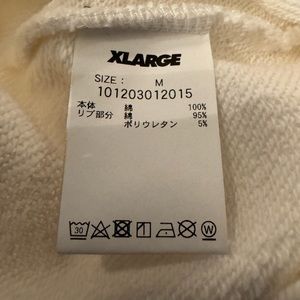 XLARGE
SIZE : M
101203012015
本体 綿 100%
リブ部分 綿 95%
ポリウレタン 5%
30 W